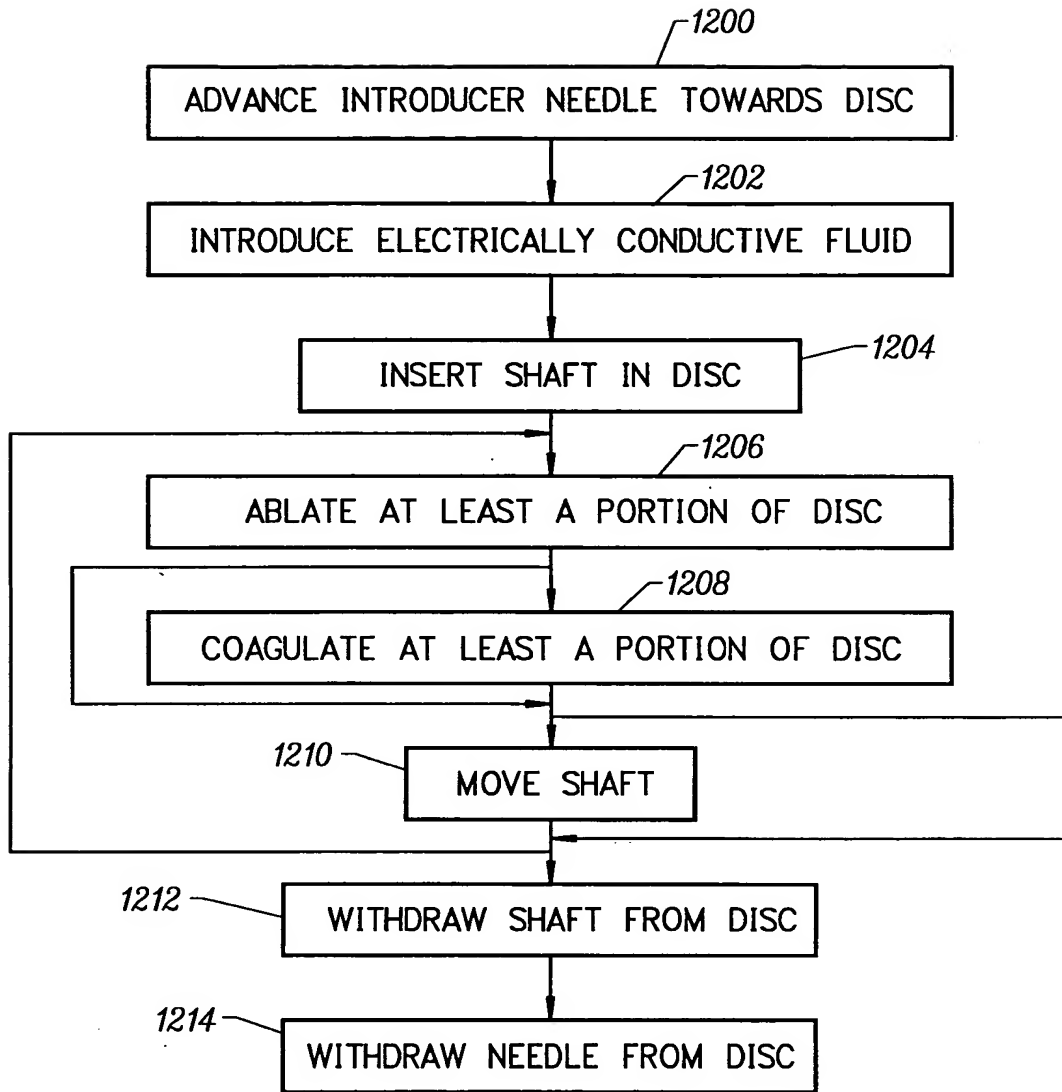 1200
ADVANCE INTRODUCER NEEDLE TOWARDS DISC
1202
INTRODUCE ELECTRICALLY CONDUCTIVE FLUID
1204
INSERT SHAFT IN DISC
1206
ABLATE AT LEAST A PORTION OF DISC
1208
COAGULATE AT LEAST A PORTION OF DISC
1210
MOVE SHAFT
1212
WITHDRAW SHAFT FROM DISC
1214
WITHDRAW NEEDLE FROM DISC